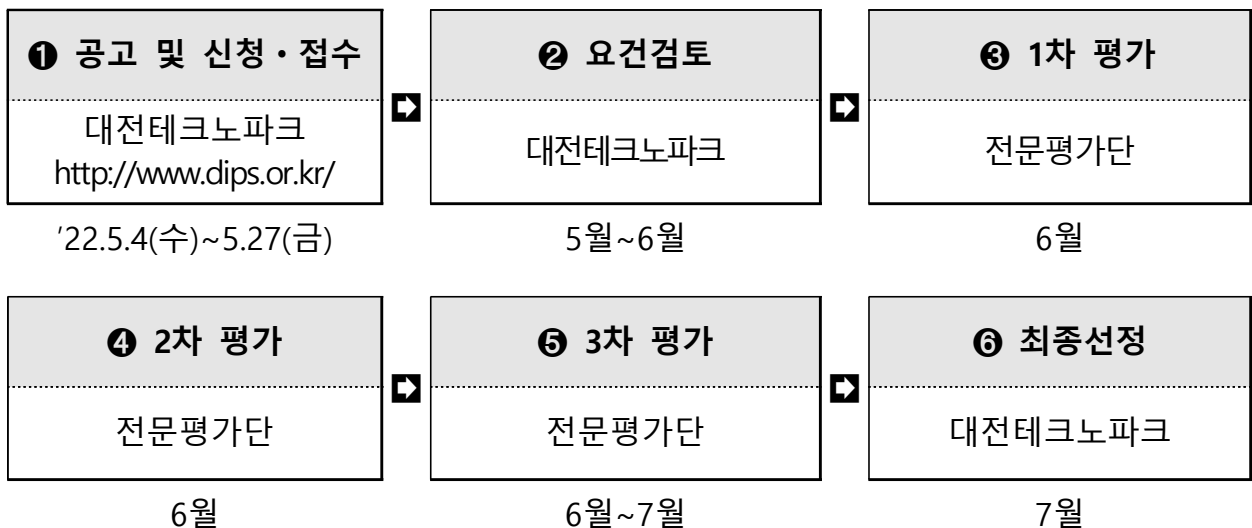 ❶ 공고 및 신청・접수
대전테크노파크
http://www.dips.or.kr/
'22.5.4(수)~5.27(금)
❷ 요건검토
대전테크노파크
5월~6월
❸ 1차 평가
전문평가단
6월
❹ 2차 평가
전문평가단
6월
❺ 3차 평가
전문평가단
6월~7월
❻ 최종선정
대전테크노파크
7월